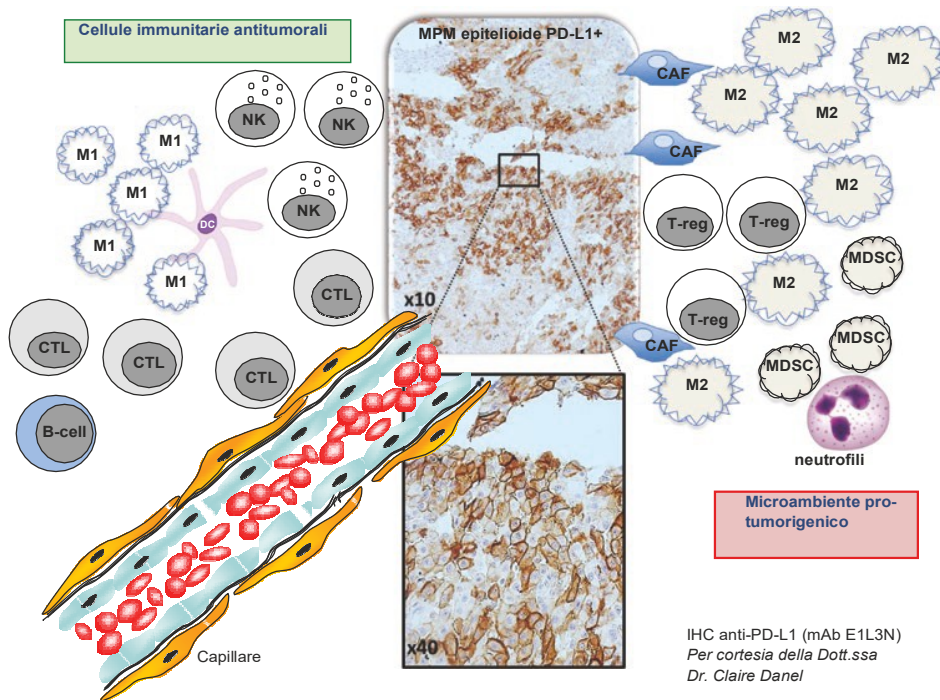 Cellule immunitarie antitumorali
MPM epitelioide PD-L1+
NK
NK
NK
M1
M1
M1
M1
M1
DC
CTL
CTL
CTL
CTL
B-cell
x10
x40
Capillare
CAF
CAF
CAF
M2
M2
M2
M2
M2
M2
M2
M2
T-reg
T-reg
T-reg
MDSC
MDSC
MDSC
neutrofili
Microambiente pro-
tumorigenico
IHC anti-PD-L1 (mAb E1L3N)
Per cortesia della Dott.ssa
Dr. Claire Danel